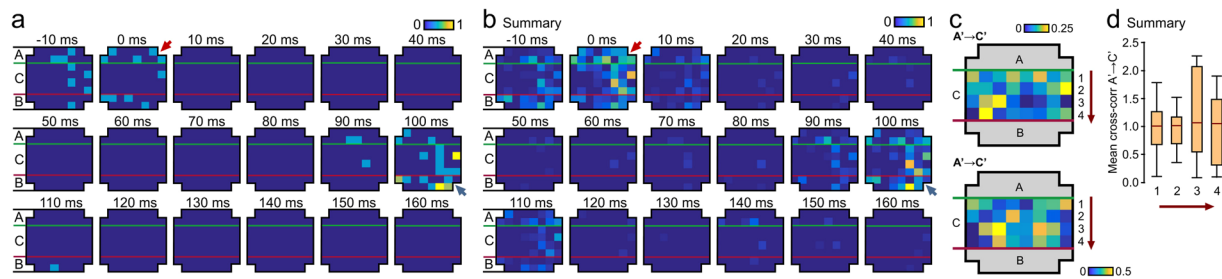 a
0 1
-10 ms 0 ms 10 ms 20 ms 30 ms 40 ms
A
C
B
50 ms 60 ms 70 ms 80 ms 90 ms 100 ms
A
C
B
110 ms 120 ms 130 ms 140 ms 150 ms 160 ms
A
C
B
b Summary
0 1
-10 ms 0 ms 10 ms 20 ms 30 ms 40 ms
A
C
B
50 ms 60 ms 70 ms 80 ms 90 ms 100 ms
A
C
B
110 ms 120 ms 130 ms 140 ms 150 ms 160 ms
A
C
B
c
0 0.25
A'→C'
A
1
2
C
3
4
B
A'→C'
A
1
2
C
3
4
B
0 0.5
d Summary
Mean cross-corr A'→C'
2.5
2.0
1.5
1.0
0.5
0.0
1 2 3 4